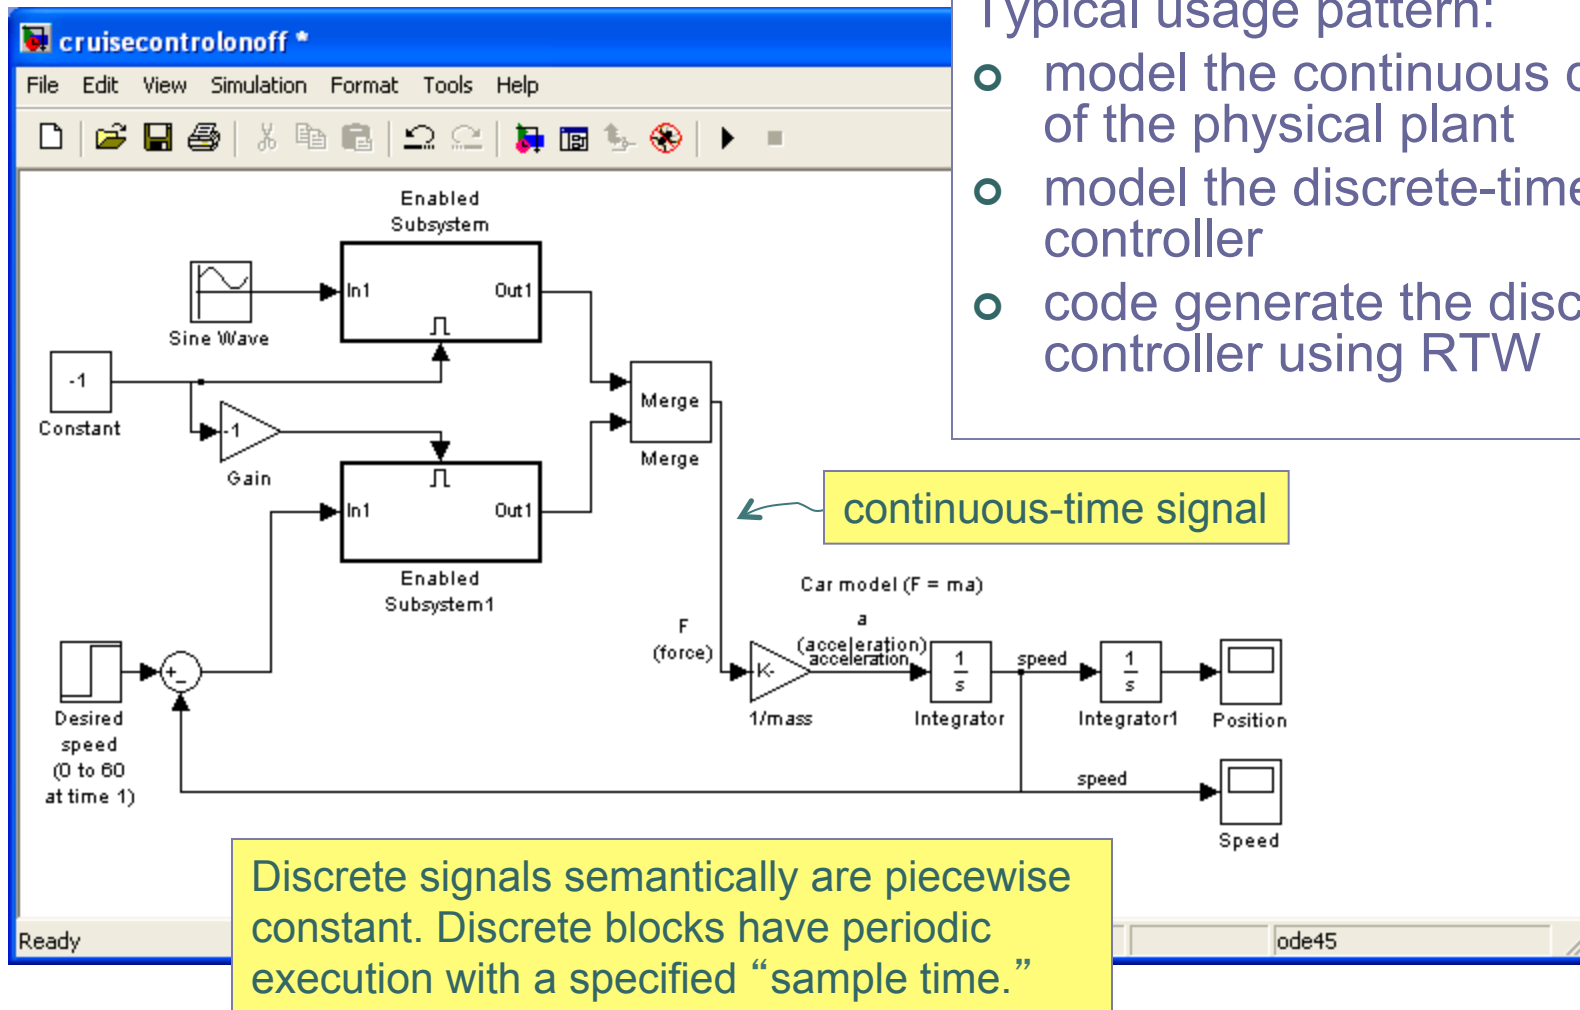 cruisecontrolonoff *
File Edit View Simulation Format Tools Help
Typical usage pattern:
model the continuous
of the physical plant
model the discrete-time
controller
code generate the disc
controller using RTW
Enabled
Subsystem
In1
Out1
Sine Wave
-1
Constant
-1
Gain
Merge
Merge
In1
Out1
Enabled
Subsystem1
continuous-time signal
Car model (F = ma)
F
(force)
a
(acceleration)
acceleration
K-
1/mass
1
s
Integrator
speed
1
s
Integrator1
Position
+
-
Desired
speed
(0 to 60
at time 1)
speed
Speed
Discrete signals semantically are piecewise
constant. Discrete blocks have periodic
execution with a specified “sample time.”
Ready
ode45